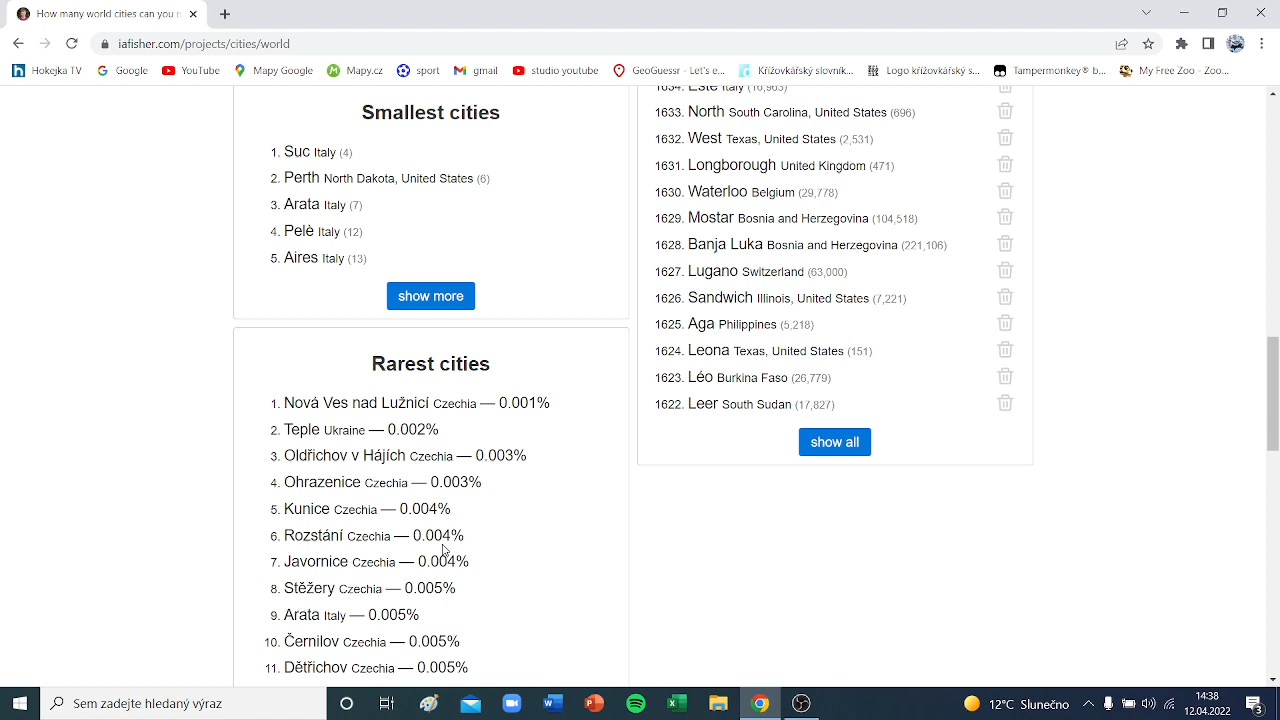 How many world cities can you n
iafisher.com/projects/cities/world
Hokejka TV Google YouTube Mapy Google Mapy.cz sport gmail studio youtube GeoGuessr - Let's e... Křížovkářský slovník... Logo křížovkářský s... Tampermonkey® b... My Free Zoo - Zoo...
Smallest cities
1. Suc Italy (4)
2. Perth North Dakota, United States (6)
3. Arata Italy (7)
4. Italy (12)
5. Italy (13)
show more
Rarest cities
1. Nová Ves nad Lužnicí Czechia — 0.001%
2. Teple Ukraine — 0.002%
3. Oldřichov v Hájích Czechia — 0.003%
4. Ohrazenice Czechia — 0.003%
5. Kunice Czechia — 0.004%
6. Rozstání Czechia — 0.004%
7. Javornice Czechia — 0.004%
8. Stěžery Czechia — 0.005%
9. Arata Italy — 0.005%
10. Černilov Czechia — 0.005%
11. Dětřichov Czechia — 0.005%
1634. Este Italy (16,963)
1633. North South Carolina, United States (696)
1632. West Texas, United States (2,531)
1631. Longborough United Kingdom (471)
1630. Waterloo Belgium (29,778)
1629. Mostar Bosnia and Herzegovina (104,518)
1628. Banja Luka Bosnia and Herzegovina (221,106)
1627. Lugano Switzerland (63,000)
1626. Sandwich Illinois, United States (7,221)
1625. Aga Philippines (5,218)
1624. Leona Texas, United States (151)
1623. Léo Burkina Faso (26,779)
1622. Leer South Sudan (17,827)
show all
Sem zadejte hledaný výraz
12°C Slunečno
14:38
12.04.2022
3